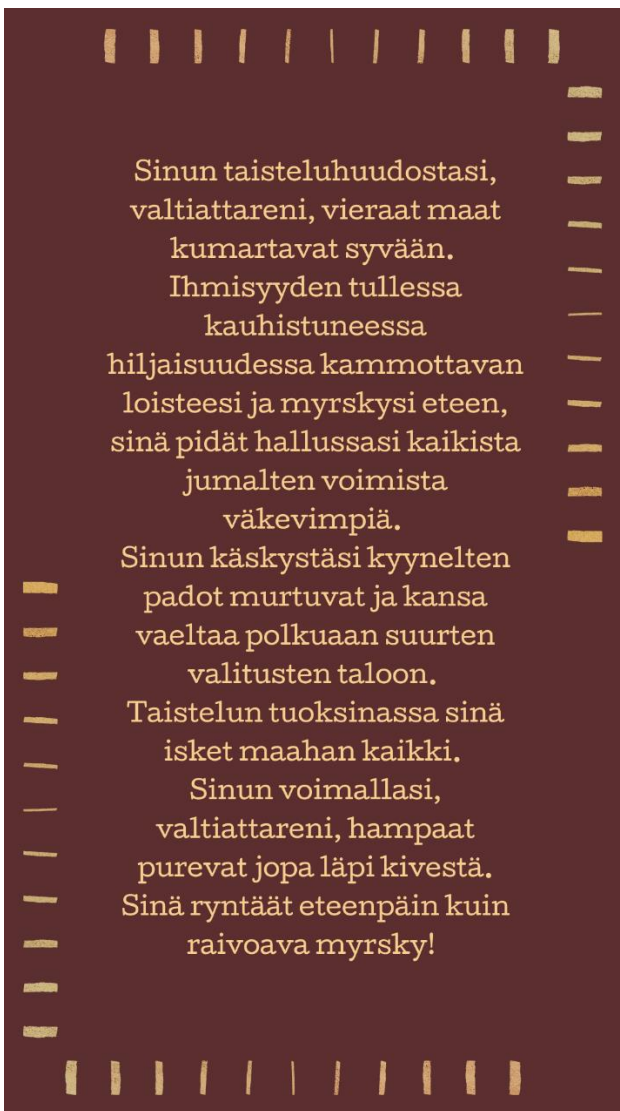 Sinun taisteluhuudostasi,
valtiattareni, vieraat maat
kumartavat syvään.
Ihmisyyden tullessa
kauhistuneessa
hiljaisuudessa kammottavan
loisteesi ja myrskysi eteen,
sinä pidät hallussasi kaikista
jumalten voimista
väkevimpiä.
Sinun käskystäsi kyynelten
padot murtuvat ja kansa
vaeltaa polkuaan suurten
valitusten taloon.
Taistelun tuoksinassa sinä
isket maahan kaikki.
Sinun voimallasi,
valtiattareni, hampaat
purevat jopa läpi kivestä.
Sinä ryntäät eteenpäin kuin
raivoava myrsky!